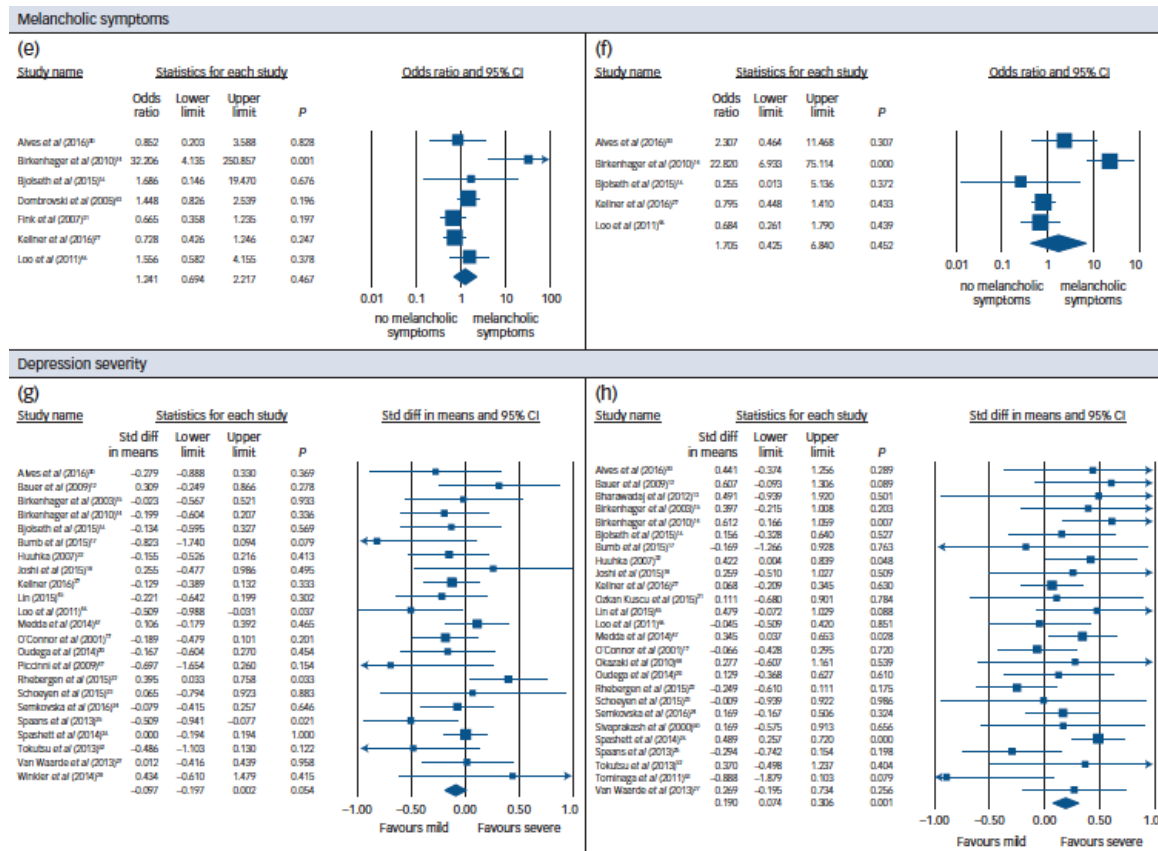 Melancholic symptoms
(e)
Study name Statistics for each study Odds ratio and 95% CI
Odds ratio Lower limit Upper limit P
Alves et al (2016) 0.852 0.203 3.588 0.828
Birkenhager et al (2010) 32.206 4.135 250.857 0.001
Bjolseth et al (2015) 1.686 0.146 19.470 0.676
Dombrovski et al (2005) 1.448 0.826 2.539 0.196
Fink et al (2007) 0.665 0.358 1.235 0.197
Kellner et al (2016) 0.728 0.426 1.246 0.247
Loo et al (2011) 1.556 0.582 4.155 0.378
1.241 0.694 2.217 0.467
0.01 0.1 1 10 100
no melancholic melancholic
symptoms symptoms
(f)
Study name Statistics for each study Odds ratio and 95% CI
Odds ratio Lower limit Upper limit P
Alves et al (2016) 2.307 0.464 11.468 0.307
Birkenhager et al (2010) 22.820 6.933 75.114 0.000
Bjolseth et al (2015) 0.255 0.013 5.136 0.372
Kellner et al (2016) 0.795 0.448 1.410 0.433
Loo et al (2011) 0.684 0.261 1.790 0.439
1.705 0.425 6.840 0.452
0.01 0.1 1 10 10
no melancholic melancholic
symptoms symptoms
Depression severity
(g)
Study name Statistics for each study Std diff in means and 95% CI
Std diff in means Lower limit Upper limit P
Alves et al (2016) −0.279 −0.888 0.330 0.369
Bauer et al (2009) 0.309 −0.249 0.866 0.278
Birkenhager et al (2003) −0.023 −0.567 0.521 0.933
Birkenhager et al (2010) −0.199 −0.604 0.207 0.336
Bjolseth et al (2015) −0.134 −0.595 0.327 0.569
Bumb et al (2015) −0.823 −1.740 0.094 0.079
Huuhka (2007) −0.155 −0.526 0.216 0.413
Joshi et al (2015) 0.255 −0.477 0.986 0.495
Kellner (2016) −0.129 −0.389 0.132 0.333
Lin (2015) −0.221 −0.642 0.199 0.302
Loo et al (2011) −0.509 −0.988 −0.031 0.037
Medda et al (2014) 0.106 −0.179 0.392 0.465
O'Connor et al (2001) −0.189 −0.479 0.101 0.201
Oudega et al (2014) −0.167 −0.604 0.270 0.454
Piccinni et al (2009) −0.697 −1.654 0.260 0.154
Rhebergen et al (2015) 0.395 0.033 0.758 0.033
Schoeyen et al (2015) 0.065 −0.794 0.923 0.883
Semkovska et al (2016) −0.079 −0.415 0.257 0.646
Spaans et al (2013) −0.509 −0.941 −0.077 0.021
Spashett et al (2014) 0.000 −0.194 0.194 1.000
Tokutsu et al (2013) −0.486 −1.103 0.130 0.122
Van Waarde et al (2013) 0.012 −0.416 0.439 0.958
Winkler et al (2014) 0.434 −0.610 1.479 0.415
−0.097 −0.197 0.002 0.054
−1.00 −0.50 0.00 0.50 1.0
Favours mild Favours severe
(h)
Study name Statistics for each study Std diff in means and 95% CI
Std diff in means Lower limit Upper limit P
Alves et al (2016) 0.441 −0.374 1.256 0.289
Bauer et al (2009) 0.607 −0.093 1.306 0.089
Bharawadaj et al (2012) 0.491 −0.939 1.920 0.501
Birkenhager et al (2003) 0.397 −0.215 1.008 0.203
Birkenhager et al (2010) 0.612 0.166 1.059 0.007
Bjolseth et al (2015) 0.156 −0.328 0.640 0.527
Bumb et al (2015) −0.169 −1.266 0.928 0.763
Huuhka (2007) 0.422 0.004 0.839 0.048
Joshi et al (2015) 0.259 −0.510 1.027 0.509
Kellner et al (2016) 0.068 −0.209 0.345 0.630
Ozkan Kuscu et al (2015) 0.111 −0.680 0.901 0.784
Lin et al (2015) 0.479 −0.072 1.029 0.088
Loo et al (2011) −0.045 −0.509 0.420 0.851
Medda et al (2014) 0.345 0.037 0.653 0.028
O'Connor et al (2001) −0.066 −0.428 0.295 0.720
Okazaki et al (2010) 0.277 −0.607 1.161 0.539
Oudega et al (2014) 0.129 −0.368 0.627 0.610
Rhebergen et al (2015) −0.249 −0.610 0.111 0.175
Schoeyen et al (2015) −0.009 −0.939 0.922 0.986
Semkovska et al (2016) 0.169 −0.167 0.506 0.324
Sivaprakash et al (2000) 0.169 −0.575 0.913 0.656
Spashett et al (2014) 0.489 0.257 0.720 0.000
Spaans et al (2013) −0.294 −0.742 0.154 0.198
Tokutsu et al (2013) 0.370 −0.498 1.237 0.404
Tominaga et al (2011) −0.888 −1.879 0.103 0.079
Van Waarde et al (2013) 0.269 −0.195 0.734 0.256
0.190 0.074 0.306 0.001
−1.00 −0.50 0.00 0.50 1.0
Favours mild Favours severe